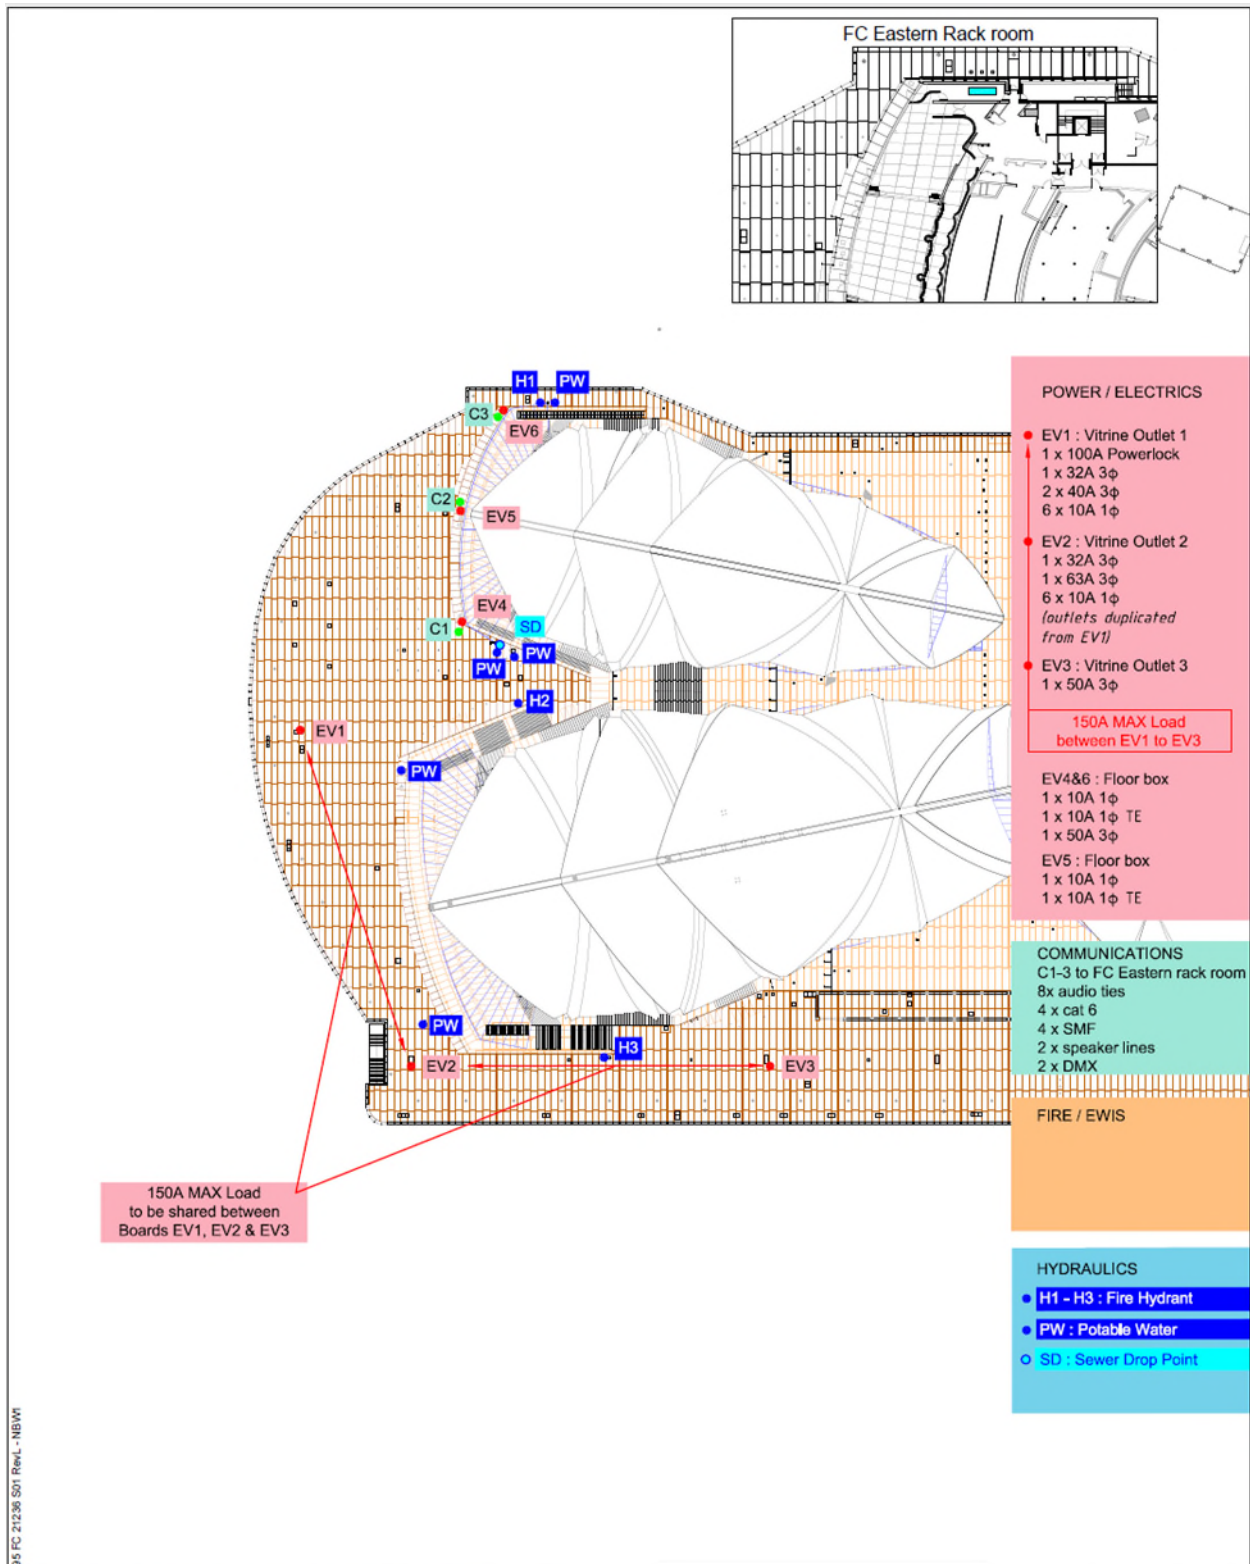 FC Eastern Rack room
H1
PW
C3
EV6
C2
EV5
EV4
C1
SD
PW
PW
H2
EV1
PW
PW
H3
EV2
EV3
150A MAX Load
to be shared between
Boards EV1, EV2 & EV3
POWER / ELECTRICS
EV1 : Vitrine Outlet 1
1 x 100A Powerlock
1 x 32A 3ϕ
2 x 40A 3ϕ
6 x 10A 1ϕ
EV2 : Vitrine Outlet 2
1 x 32A 3ϕ
1 x 63A 3ϕ
6 x 10A 1ϕ
(outlets duplicated
from EV1)
EV3 : Vitrine Outlet 3
1 x 50A 3ϕ
150A MAX Load
between EV1 to EV3
EV4&6 : Floor box
1 x 10A 1ϕ
1 x 10A 1ϕ TE
1 x 50A 3ϕ
EV5 : Floor box
1 x 10A 1ϕ
1 x 10A 1ϕ TE
COMMUNICATIONS
C1-3 to FC Eastern rack room
8x audio ties
4 x cat 6
4 x SMF
2 x speaker lines
2 x DMX
FIRE / EWIS
HYDRAULICS
H1 - H3 : Fire Hydrant
PW : Potable Water
SD : Sewer Drop Point
FC 21236 S01 RevL - NBW1